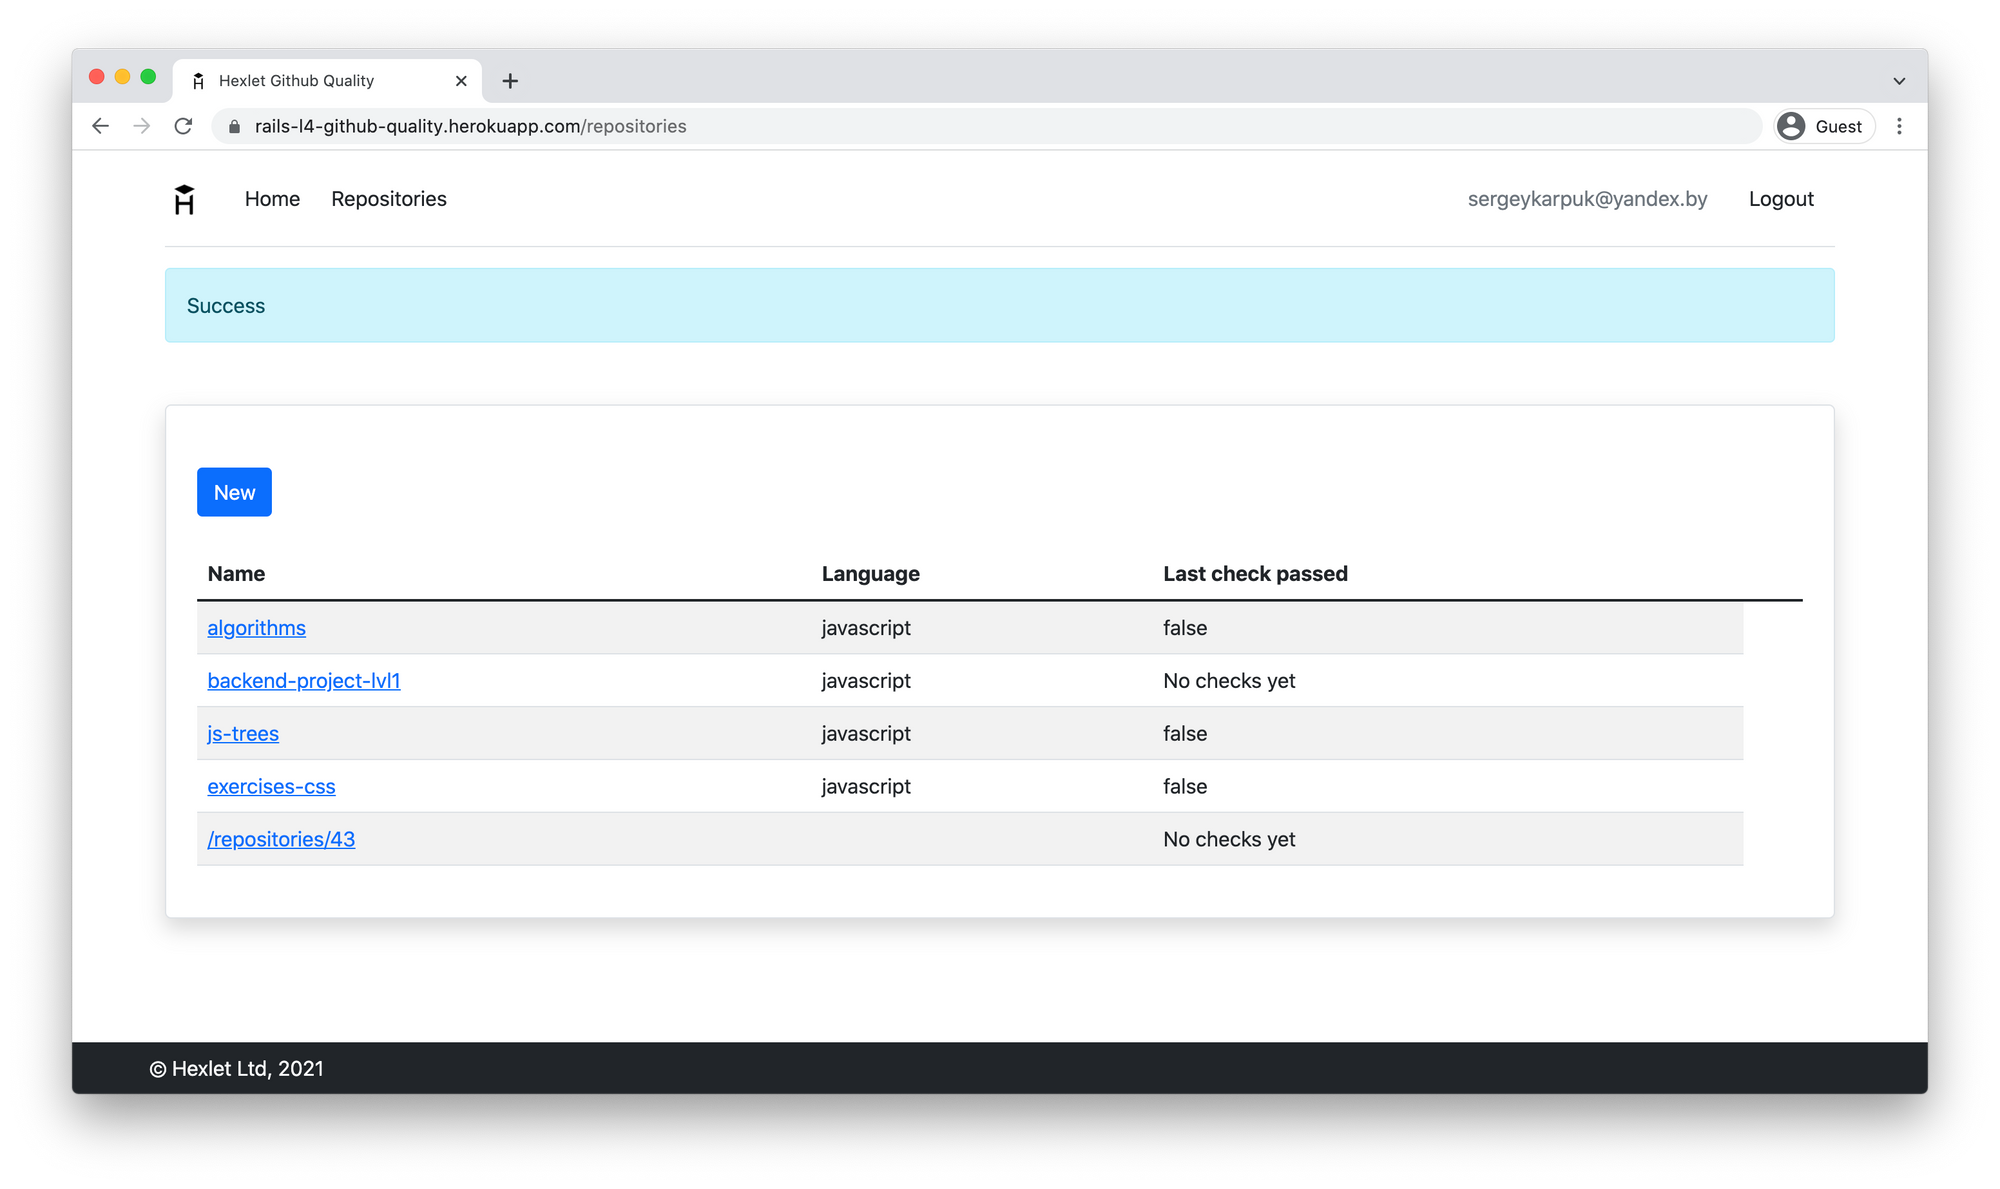 Hexlet Github Quality
rails-l4-github-quality.herokuapp.com/repositories
Guest
Home Repositories sergeykarpuk@yandex.by Logout
Success
New
Name Language Last check passed
algorithms javascript false
backend-project-lvl1 javascript No checks yet
js-trees javascript false
exercises-css javascript false
/repositories/43 No checks yet
© Hexlet Ltd, 2021